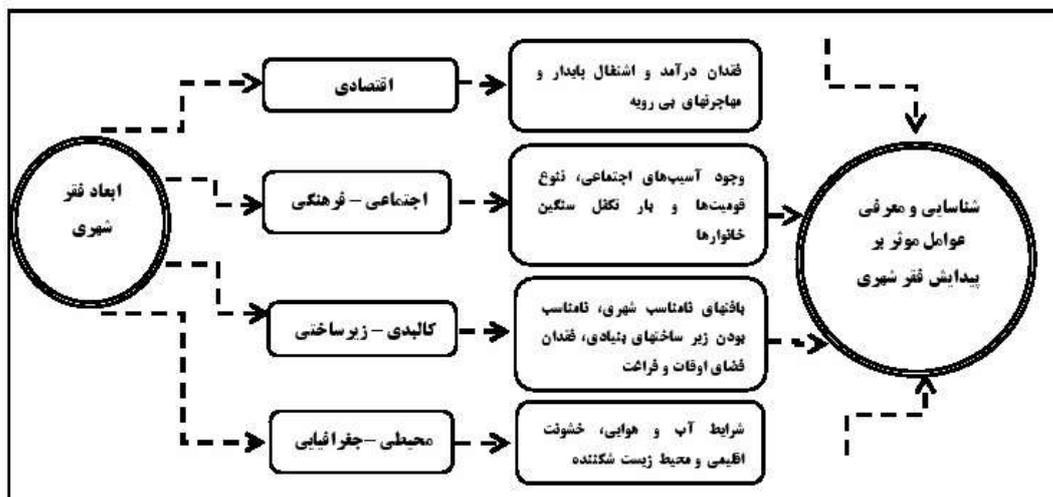 ابعاد فقر
شهری
اقتصادی
فقدان درآمد و اشتغال پایدار و
مهاجرتهای بی رویه
اجتماعی - فرهنگی
وجود آسیب‌های اجتماعی، تنوع
قومیت‌ها و بار تکفل سنگین
خانوارها
کالبدی - زیرساختی
بافتهای نامناسب شهری، نامناسب
بودن زیر ساختهای بنیادی، فقدان
فضای اوقات و فراغت
محیطی - جغرافیایی
شرایط آب و هوایی، خشونت
اقلیمی و محیط زیست شکننده
شناسایی و معرفی
عوامل موثر بر
پیدایش فقر شهری